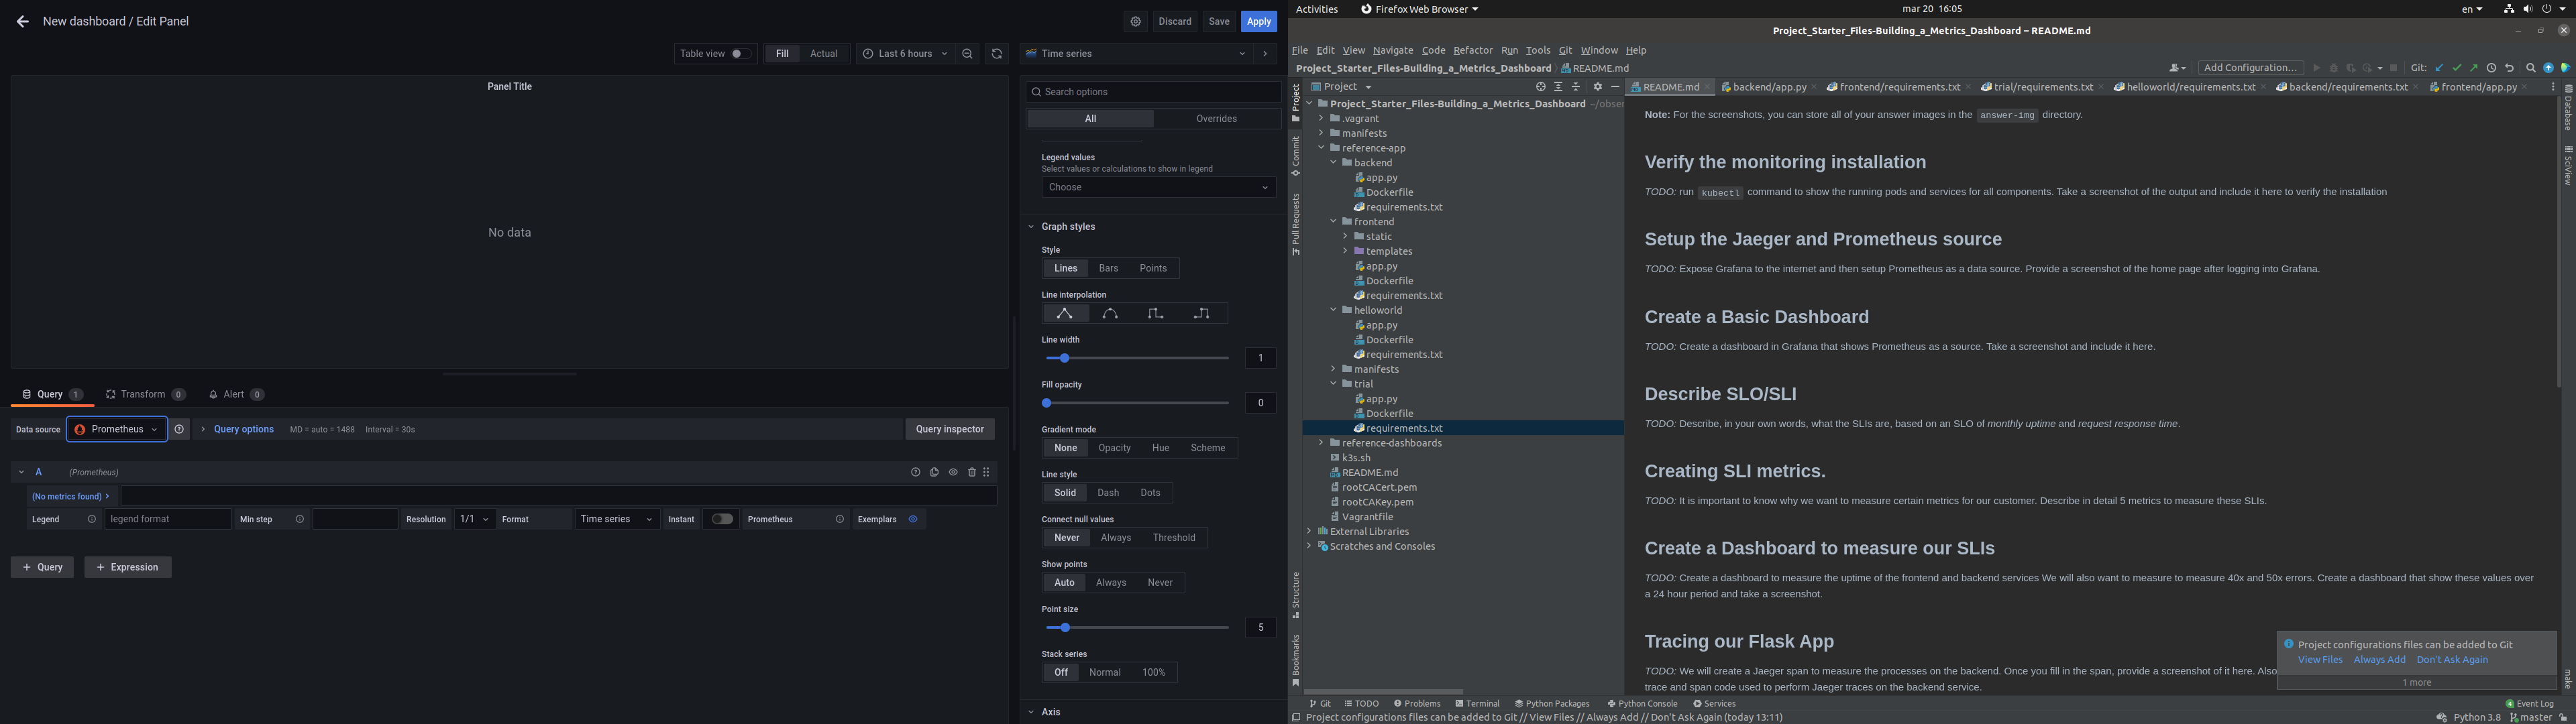 New dashboard / Edit Panel
Discard
Save
Apply
Table view
Fill
Actual
Last 6 hours
Time series
Panel Title
No data
Search options
All
Overrides
Legend values
Select values or calculations to show in legend
Choose
Graph styles
Style
Lines
Bars
Points
Line interpolation
Line width
1
Fill opacity
0
Gradient mode
None
Opacity
Hue
Scheme
Line style
Solid
Dash
Dots
Connect null values
Never
Always
Threshold
Show points
Auto
Always
Never
Point size
5
Stack series
Off
Normal
100%
Axis
Query 1
Transform 0
Alert 0
Data source
Prometheus
Query options
MD = auto = 1488
Interval = 30s
Query inspector
A
(Prometheus)
(No metrics found)
Legend
legend format
Min step
Resolution
1/1
Format
Time series
Instant
Prometheus
Exemplars
+ Query
+ Expression
Activities
Firefox Web Browser
mar 20 16:05
en
Project_Starter_Files-Building_a_Metrics_Dashboard – README.md
File Edit View Navigate Code Refactor Run Tools Git Window Help
Project_Starter_Files-Building_a_Metrics_Dashboard
README.md
Add Configuration...
Git:
Project
README.md
backend/app.py
frontend/requirements.txt
trial/requirements.txt
helloworld/requirements.txt
backend/requirements.txt
frontend/app.py
Project
Commit
Pull Requests
Structure
Bookmarks
Project_Starter_Files-Building_a_Metrics_Dashboard ~/obser
.vagrant
manifests
reference-app
backend
app.py
Dockerfile
requirements.txt
frontend
static
templates
app.py
Dockerfile
requirements.txt
helloworld
app.py
Dockerfile
requirements.txt
manifests
trial
app.py
Dockerfile
requirements.txt
reference-dashboards
k3s.sh
README.md
rootCACert.pem
rootCAKey.pem
Vagrantfile
External Libraries
Scratches and Consoles
Note: For the screenshots, you can store all of your answer images in the answer-img directory.
Verify the monitoring installation
TODO: run kubectl command to show the running pods and services for all components. Take a screenshot of the output and include it here to verify the installation
Setup the Jaeger and Prometheus source
TODO: Expose Grafana to the internet and then setup Prometheus as a data source. Provide a screenshot of the home page after logging into Grafana.
Create a Basic Dashboard
TODO: Create a dashboard in Grafana that shows Prometheus as a source. Take a screenshot and include it here.
Describe SLO/SLI
TODO: Describe, in your own words, what the SLIs are, based on an SLO of monthly uptime and request response time.
Creating SLI metrics.
TODO: It is important to know why we want to measure certain metrics for our customer. Describe in detail 5 metrics to measure these SLIs.
Create a Dashboard to measure our SLIs
TODO: Create a dashboard to measure the uptime of the frontend and backend services We will also want to measure to measure 40x and 50x errors. Create a dashboard that show these values over
a 24 hour period and take a screenshot.
Tracing our Flask App
TODO: We will create a Jaeger span to measure the processes on the backend. Once you fill in the span, provide a screenshot of it here. Also
trace and span code used to perform Jaeger traces on the backend service.
Project configurations files can be added to Git
View Files
Always Add
Don't Ask Again
1 more
Database
SciView
make
Git
TODO
Problems
Terminal
Python Packages
Python Console
Services
4 Event Log
Project configurations files can be added to Git // View Files // Always Add // Don't Ask Again (today 13:11)
Python 3.8
master